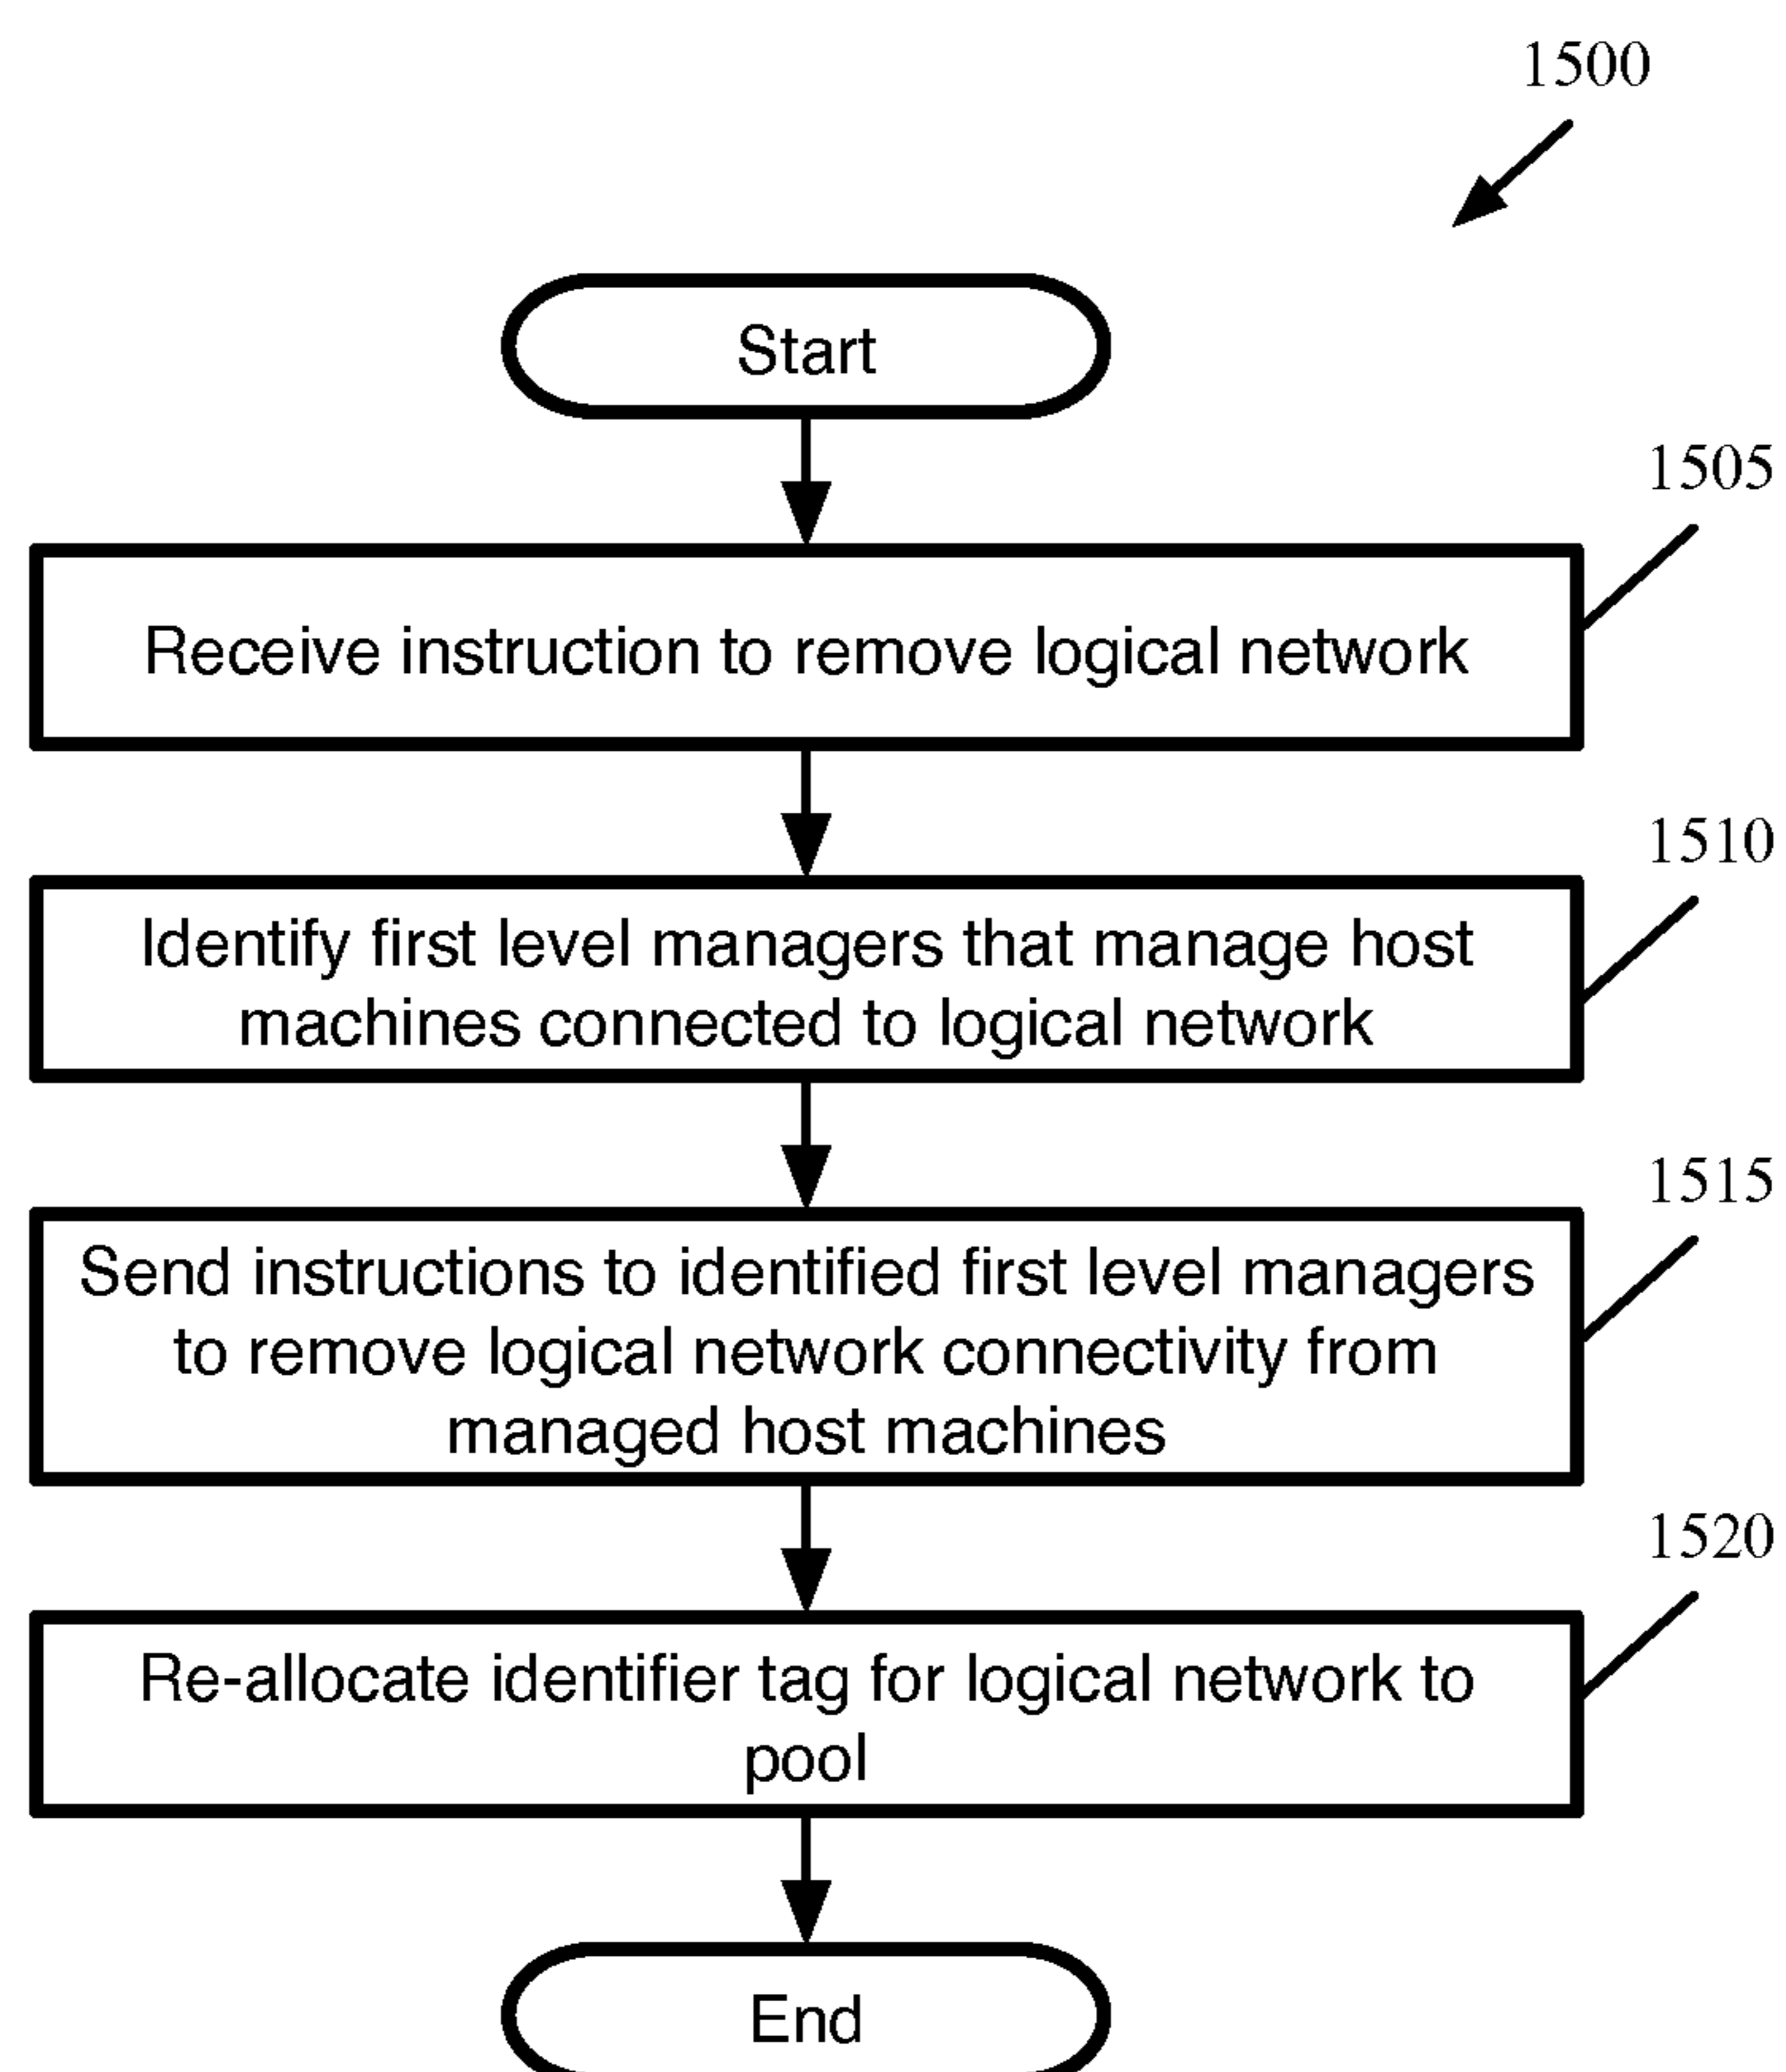 1500
Start
1505
Receive instruction to remove logical network
1510
Identify first level managers that manage host
machines connected to logical network
1515
Send instructions to identified first level managers
to remove logical network connectivity from
managed host machines
1520
Re-allocate identifier tag for logical network to
pool
End